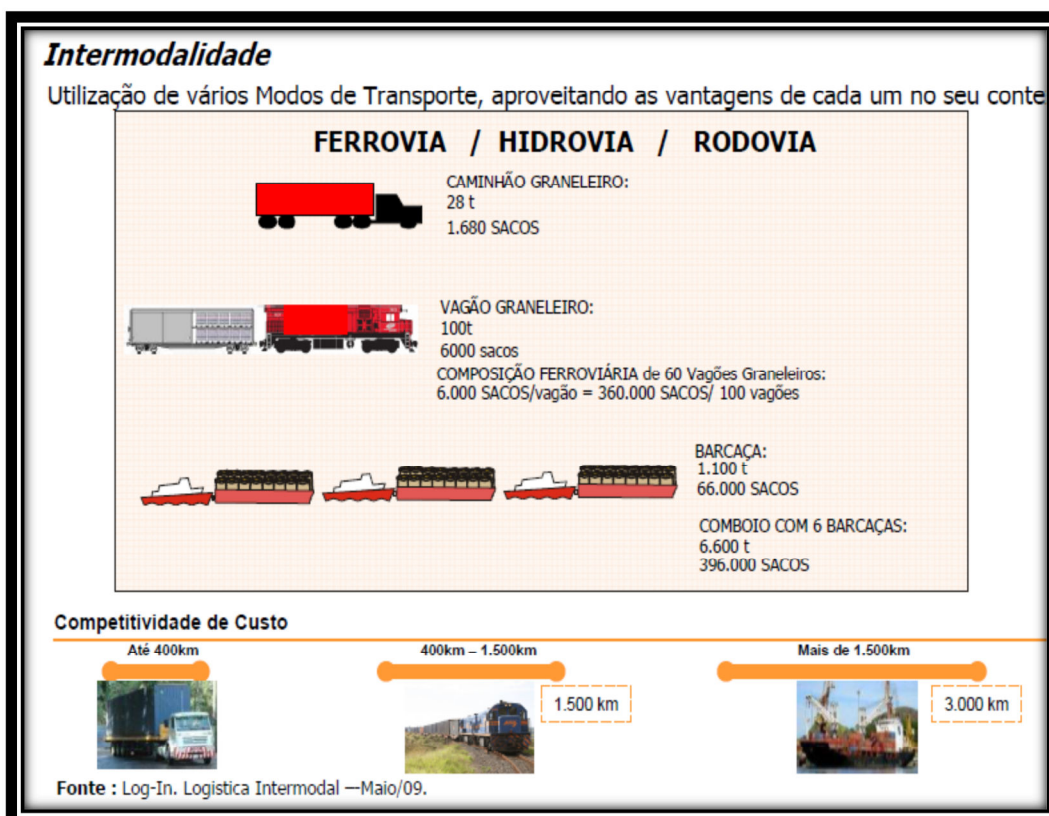 Intermodalidade
Utilização de vários Modos de Transporte, aproveitando as vantagens de cada um no seu conte
FERROVIA / HIDROVIA / RODOVIA
CAMINHÃO GRANELEIRO:
28 t
1.680 SACOS
VAGÃO GRANELEIRO:
100t
6000 sacos
COMPOSIÇÃO FERROVIÁRIA de 60 Vagões Graneleiros:
6.000 SACOS/vagão = 360.000 SACOS/ 100 vagões
BARCAÇA:
1.100 t
66.000 SACOS
COMBOIO COM 6 BARCAÇAS:
6.600 t
396.000 SACOS
Competitividade de Custo
Até 400km
400km – 1.500km
Mais de 1.500km
1.500 km
3.000 km
Fonte : Log-In. Logistica Intermodal —Maio/09.